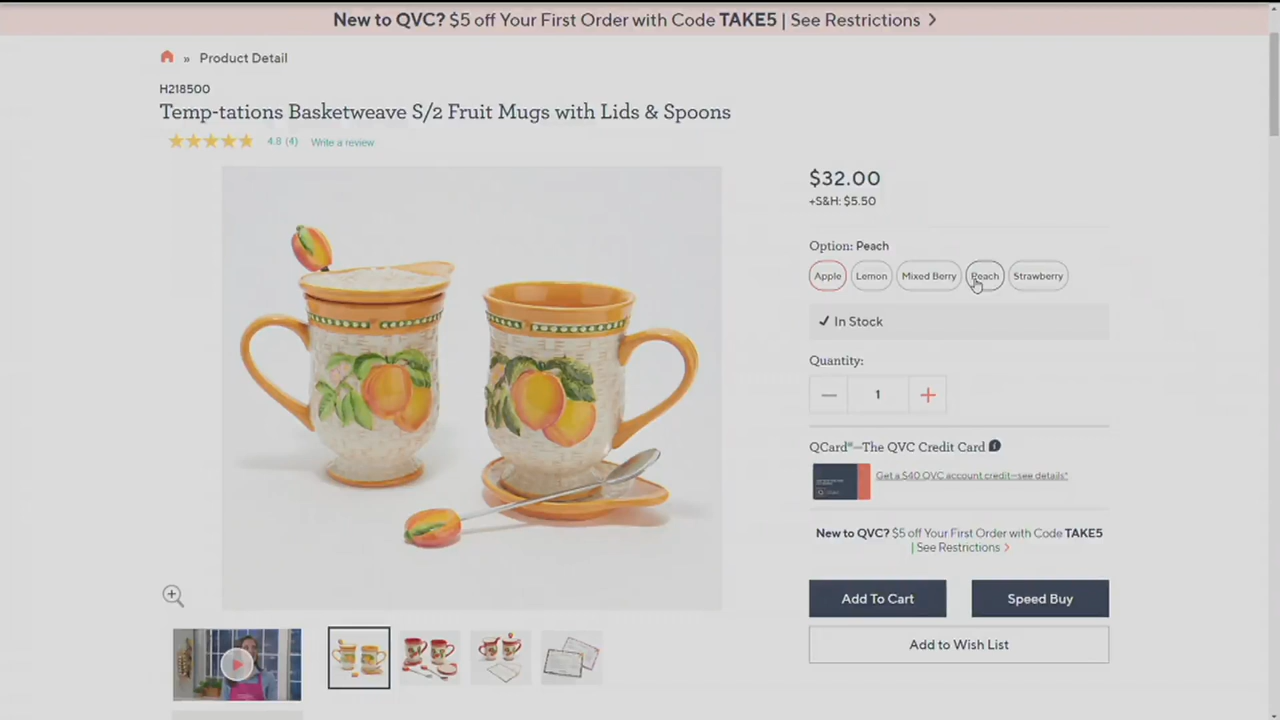 New to QVC? $5 off Your First Order with Code TAKE5 | See Restrictions >
» Product Detail
H218500
Temp-tations Basketweave S/2 Fruit Mugs with Lids & Spoons
4.8 (4) Write a review
$32.00
+S&H: $5.50
Option: Peach
Apple Lemon Mixed Berry Peach Strawberry
✓ In Stock
Quantity:
— 1 +
QCard®—The QVC Credit Card
Get a $40 QVC account credit—see details*
New to QVC? $5 off Your First Order with Code TAKE5
| See Restrictions >
Add To Cart Speed Buy
Add to Wish List